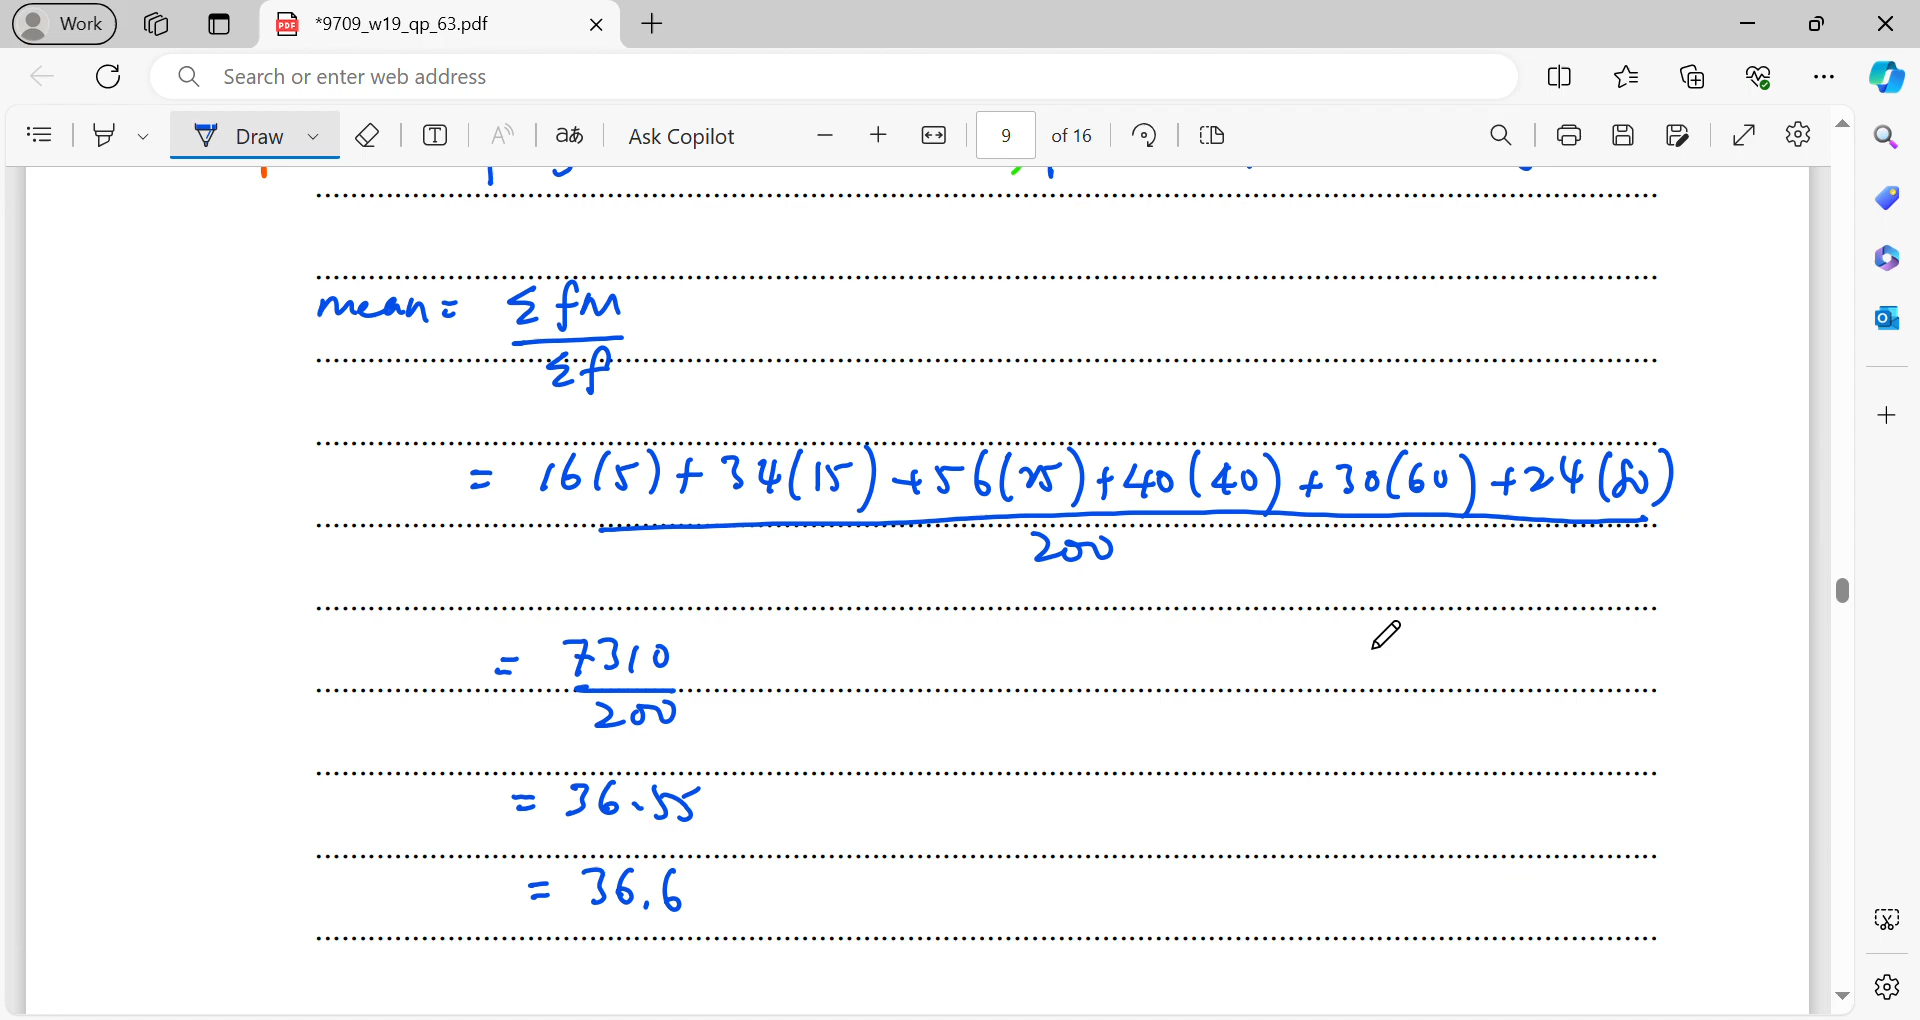 Work
*9709_w19_qp_63.pdf
Search or enter web address
Draw
Ask Copilot
9 of 16
mean = Σ fM
Σf
= 16(5) + 34(15) + 56(25) + 40(40) + 30(60) + 24(80)
200
= 7310
200
= 36.55
= 36.6